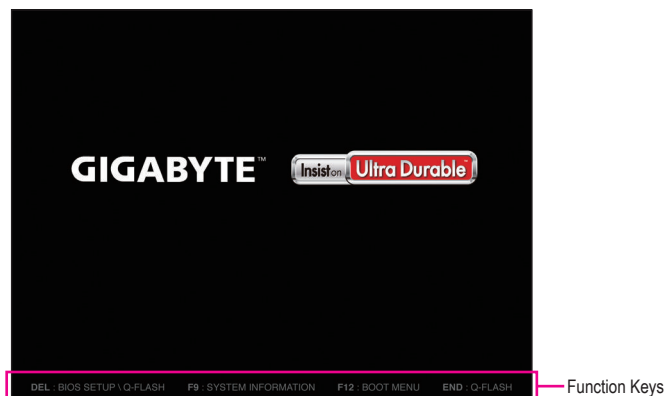 GIGABYTE™ Insist on Ultra Durable™
DEL : BIOS SETUP \ Q-FLASH F9 : SYSTEM INFORMATION F12 : BOOT MENU END : Q-FLASH
Function Keys